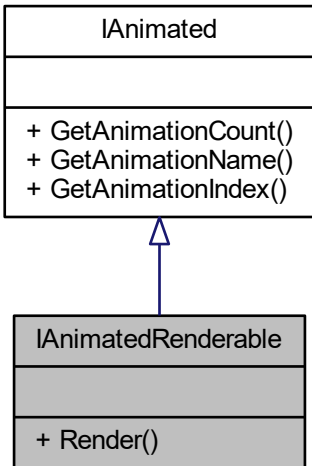 IAnimated
+ GetAnimationCount()
+ GetAnimationName()
+ GetAnimationIndex()
IAnimatedRenderable
+ Render()